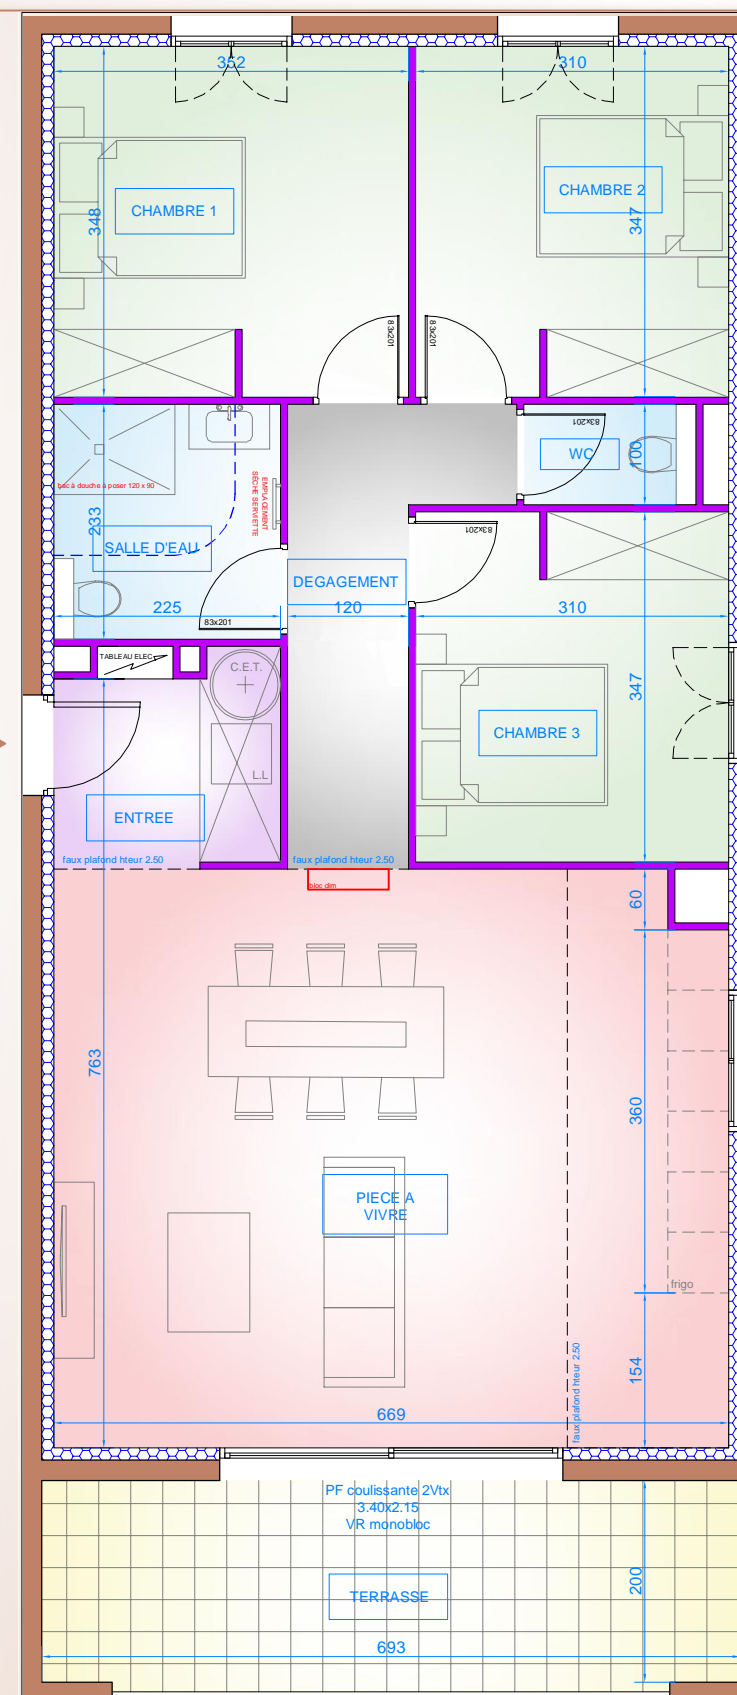 352
310
CHAMBRE 1
348
CHAMBRE 2
347
83x201
83x201
83x201
WC
100
bac à douche à poser 120 x 90
EMPLACEMENT
SÈCHE SERVIETTE
233
SALLE D'EAU
83x201
DEGAGEMENT
225
120
310
83x201
TABLEAU ELEC
C.E.T.
L.L
347
CHAMBRE 3
ENTREE
faux plafond hteur 2.50
faux plafond hteur 2.50
bloc clim
60
763
360
PIECE A
VIVRE
frigo
faux plafond hteur 2.50
154
669
PF coulissante 2Vtx
3.40x2.15
VR monobloc
TERRASSE
200
693